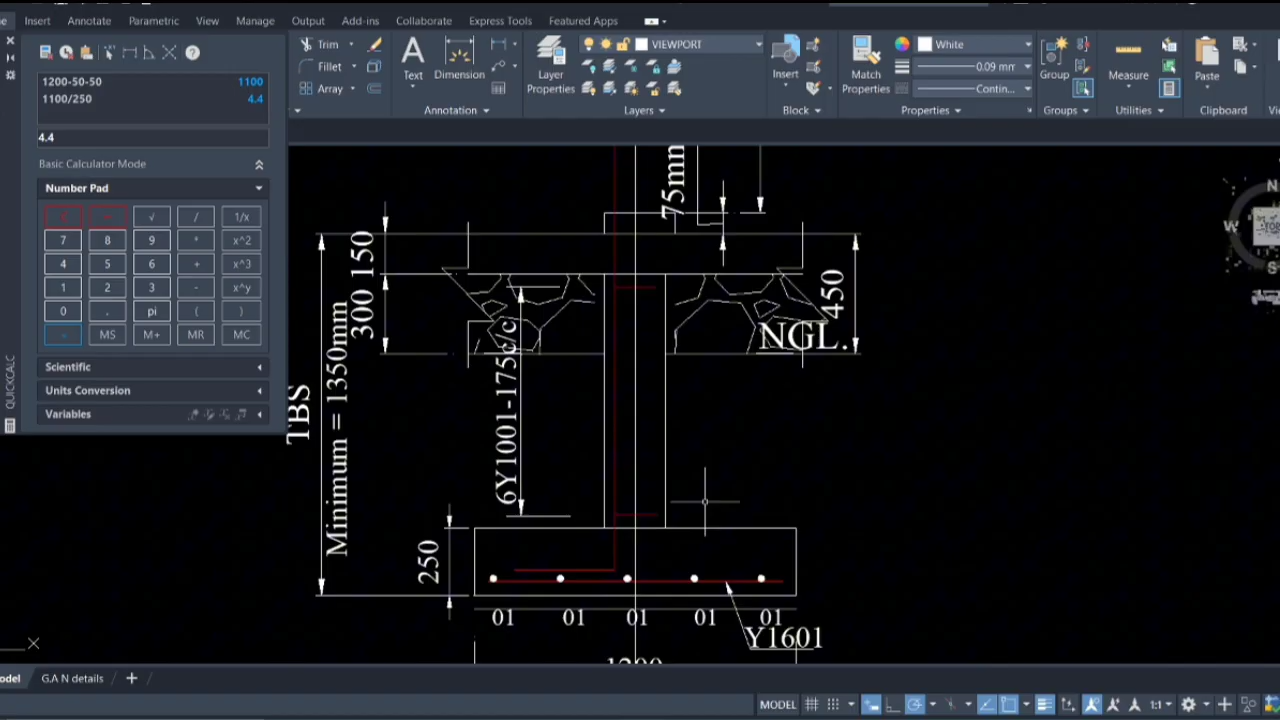 Insert Annotate Parametric View Manage Output Add-ins Collaborate Express Tools Featured Apps
Trim
Fillet
Array
Text
Dimension
Annotation
Layer
Properties
VIEWPORT
Layers
Insert
Block
Match
Properties
White
0.09 mm
Contin...
Properties
Group
Groups
Measure
Utilities
Paste
Clipboard
1200-50-50 1100
1100/250 4.4
4.4
Basic Calculator Mode
Number Pad
√ / 1/x
7 8 9 * x^2
4 5 6 + x^3
1 2 3 - x^y
0 . pi ( )
= MS M+ MR MC
Scientific
Units Conversion
Variables
QUICKCALC
N
W
TOP
S
75mm
150
300
450
NGL.
TBS
Minimum = 1350mm
6Y1001-175c/c
250
01 01 01 01 01
Y1601
1200
X
G.A N details +
MODEL
1:1